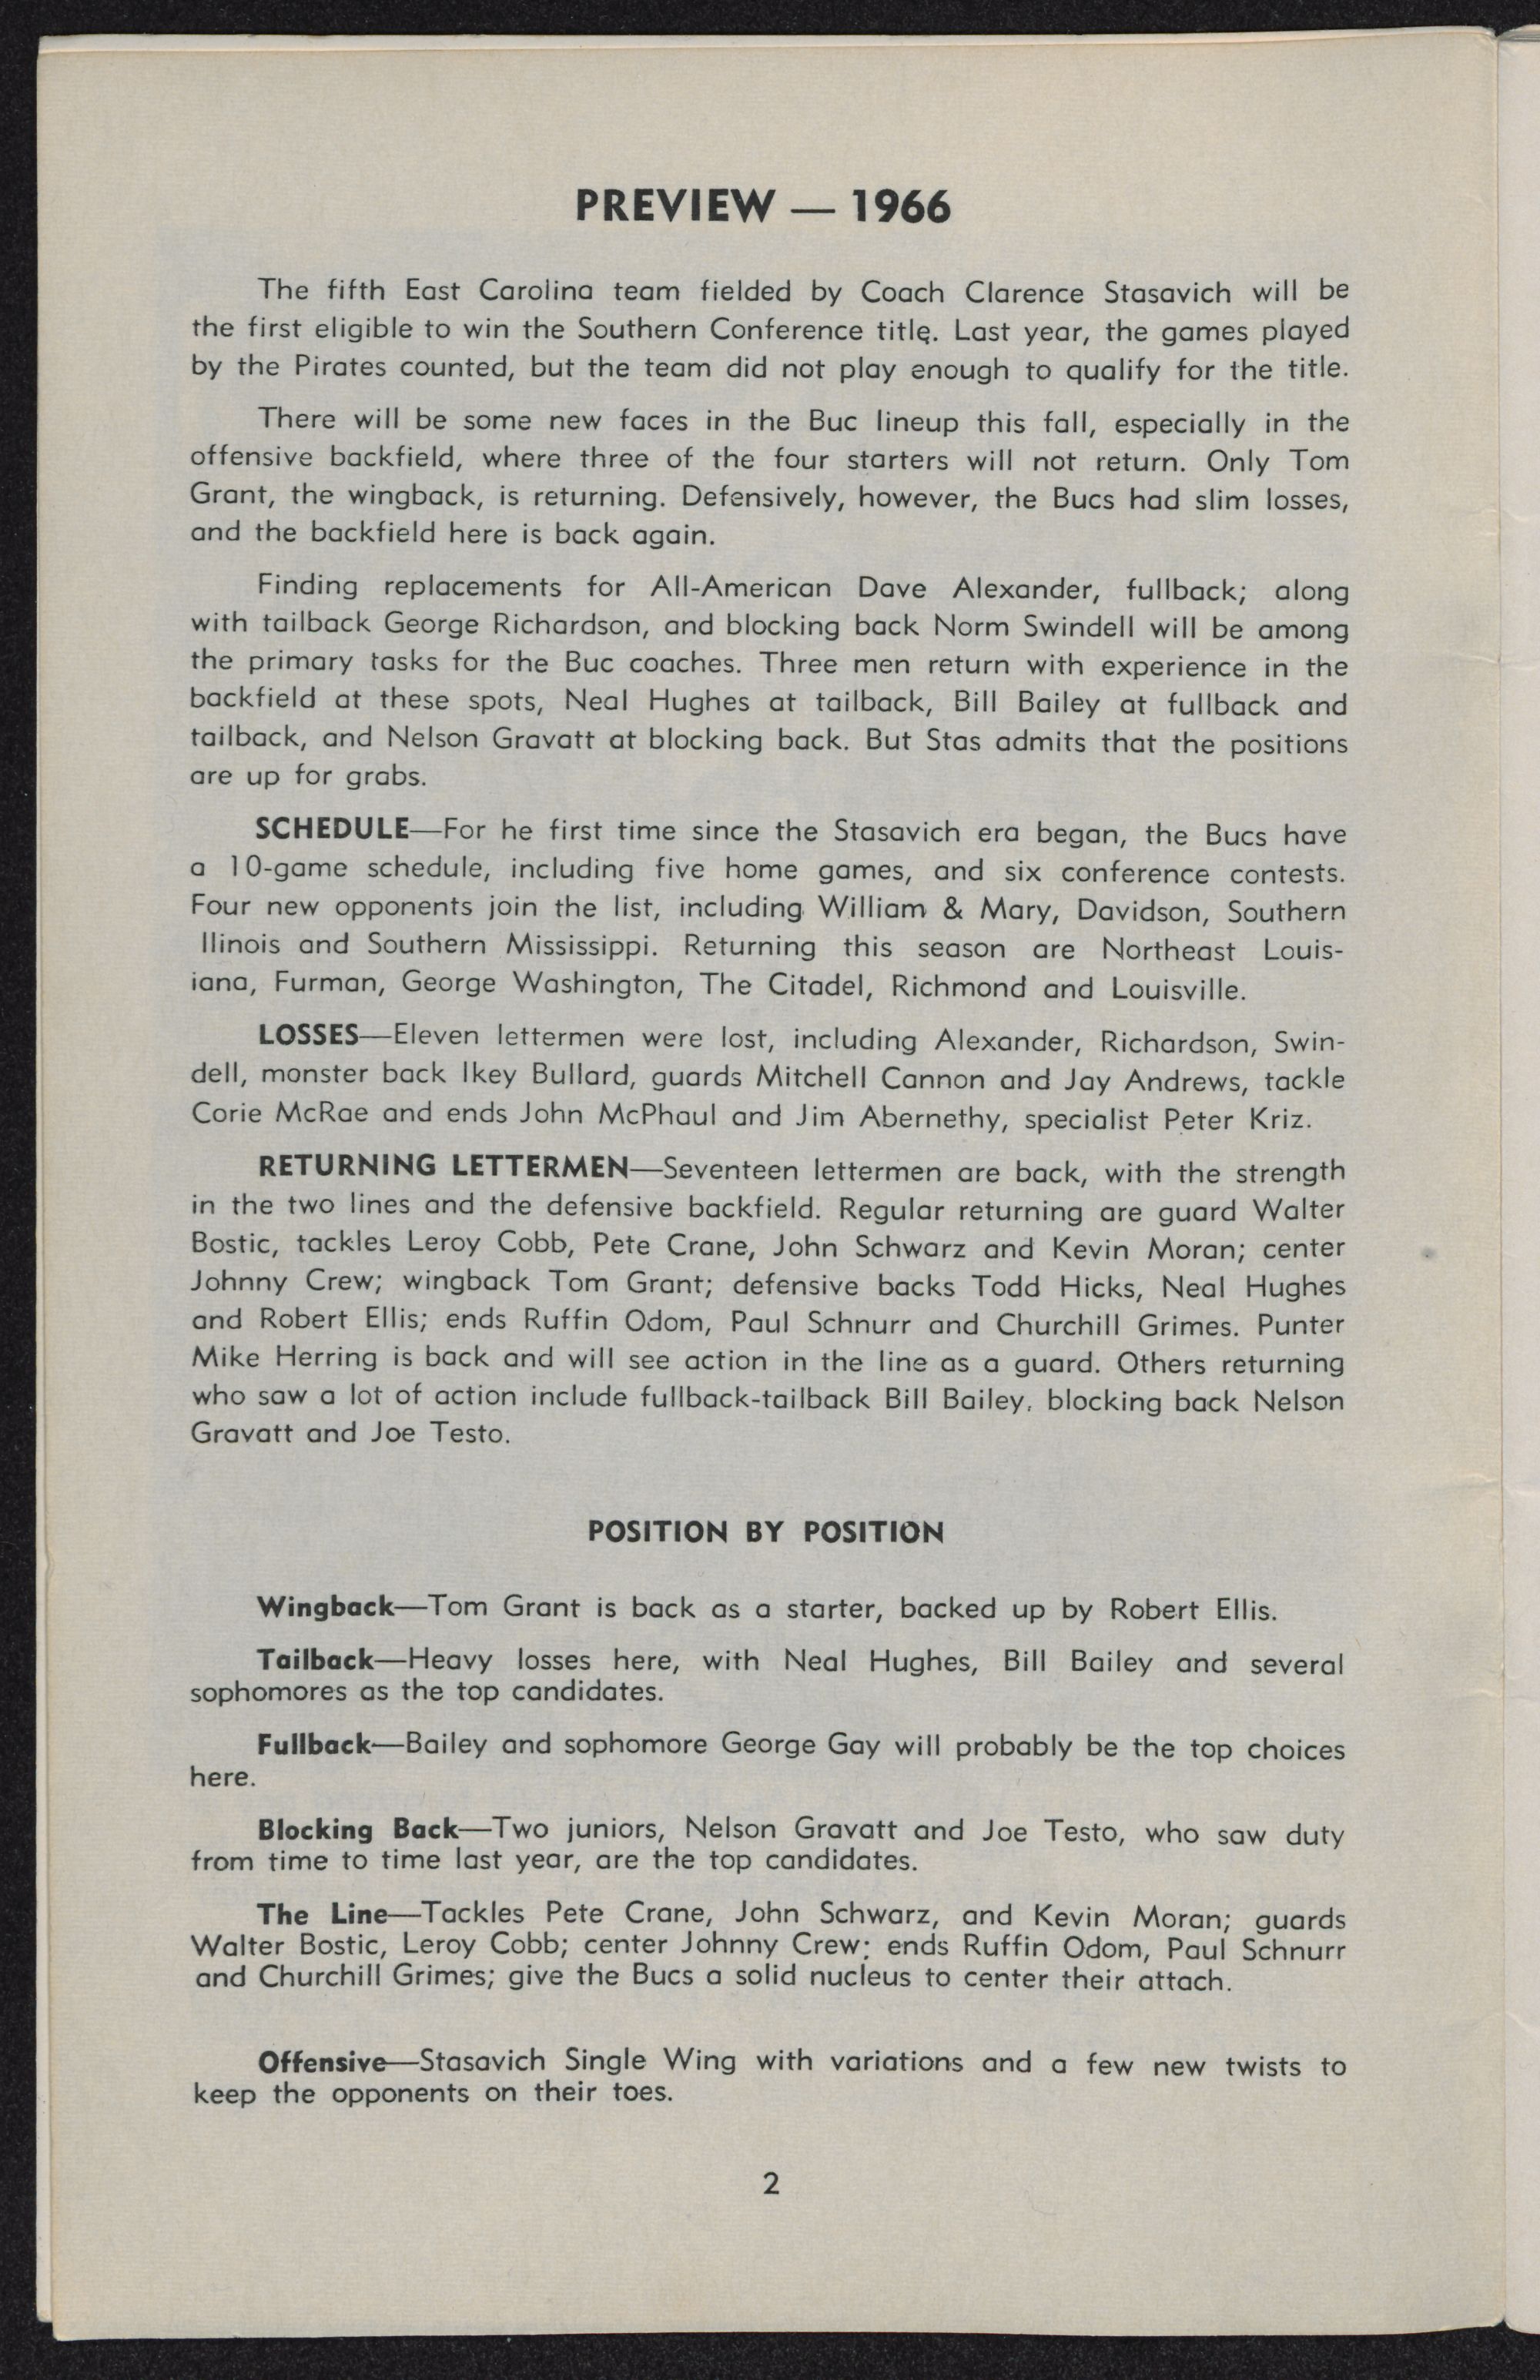 PREVIEW — 1966
The fifth East Carolina team fielded by Coach Clarence Stasavich will be
the first eligible to win the Southern Conference title. Last year, the games played
by the Pirates counted, but the team did not play enough to qualify for the title.
There will be some new faces in the Buc lineup this fall, especially in the
offensive backfield, where three of the four starters will not return. Only Tom
Grant, the wingback, is returning. Defensively, however, the Bucs had slim losses,
and the backfield here is back again.
Finding replacements for All-American Dave Alexander, fullback; along
with tailback George Richardson, and blocking back Norm Swindell will be among
the primary tasks for the Buc coaches. Three men return with experience in the
backfield at these spots, Neal Hughes at tailback, Bill Bailey at fullback and
tailback, and Nelson Gravatt at blocking back. But Stas admits that the positions
are up for grabs.
SCHEDULE—For he first time since the Stasavich era began, the Bucs have
a 10-game schedule, including five home games, and six conference contests.
Four new opponents join the list, including William & Mary, Davidson, Southern
llinois and Southern Mississippi. Returning this season are Northeast Louis-
iana, Furman, George Washington, The Citadel, Richmond and Louisville.
LOSSES—Eleven lettermen were lost, including Alexander, Richardson, Swin-
dell, monster back Ikey Bullard, guards Mitchell Cannon and Jay Andrews, tackle
Corie McRae and ends John McPhaul and Jim Abernethy, specialist Peter Kriz.
RETURNING LETTERMEN—Seventeen lettermen are back, with the strength
in the two lines and the defensive backfield. Regular returning are guard Walter
Bostic, tackles Leroy Cobb, Pete Crane, John Schwarz and Kevin Moran; center
Johnny Crew; wingback Tom Grant; defensive backs Todd Hicks, Neal Hughes
and Robert Ellis; ends Ruffin Odom, Paul Schnurr and Churchill Grimes. Punter
Mike Herring is back and will see action in the line as a guard. Others returning
who saw a lot of action include fullback-tailback Bill Bailey, blocking back Nelson
Gravatt and Joe Testo.
POSITION BY POSITION
Wingback—Tom Grant is back as a starter, backed up by Robert Ellis.
Tailback—Heavy losses here, with Neal Hughes, Bill Bailey and several
sophomores as the top candidates.
Fullback—Bailey and sophomore George Gay will probably be the top choices
here.
Blocking Back—Two juniors, Nelson Gravatt and Joe Testo, who saw duty
from time to time last year, are the top candidates.
The Line—Tackles Pete Crane, John Schwarz, and Kevin Moran; guards
Walter Bostic, Leroy Cobb; center Johnny Crew; ends Ruffin Odom, Paul Schnurr
and Churchill Grimes; give the Bucs a solid nucleus to center their attach.
Offensive—Stasavich Single Wing with variations and a few new twists to
keep the opponents on their toes.
2